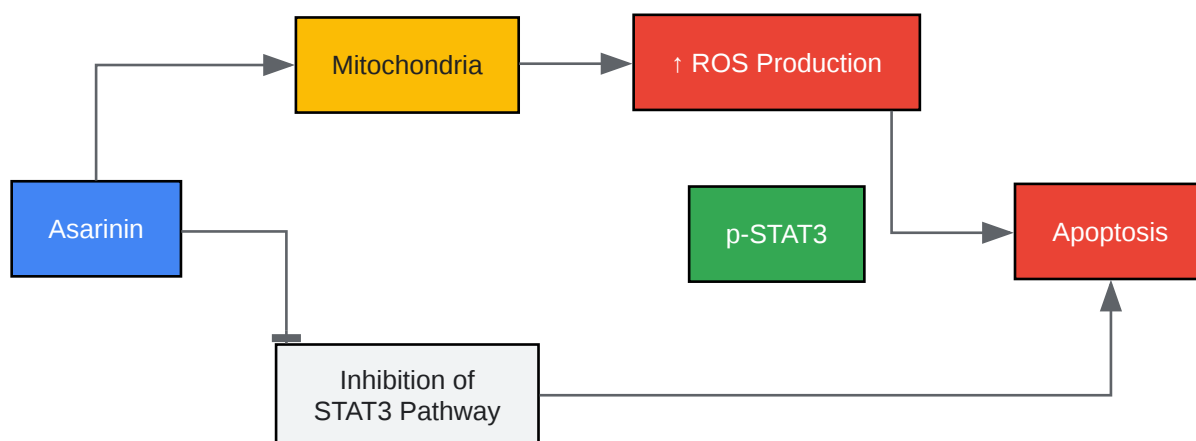 Mitochondria
↑ ROS Production
Asarinin
p-STAT3
Apoptosis
Inhibition of
STAT3 Pathway